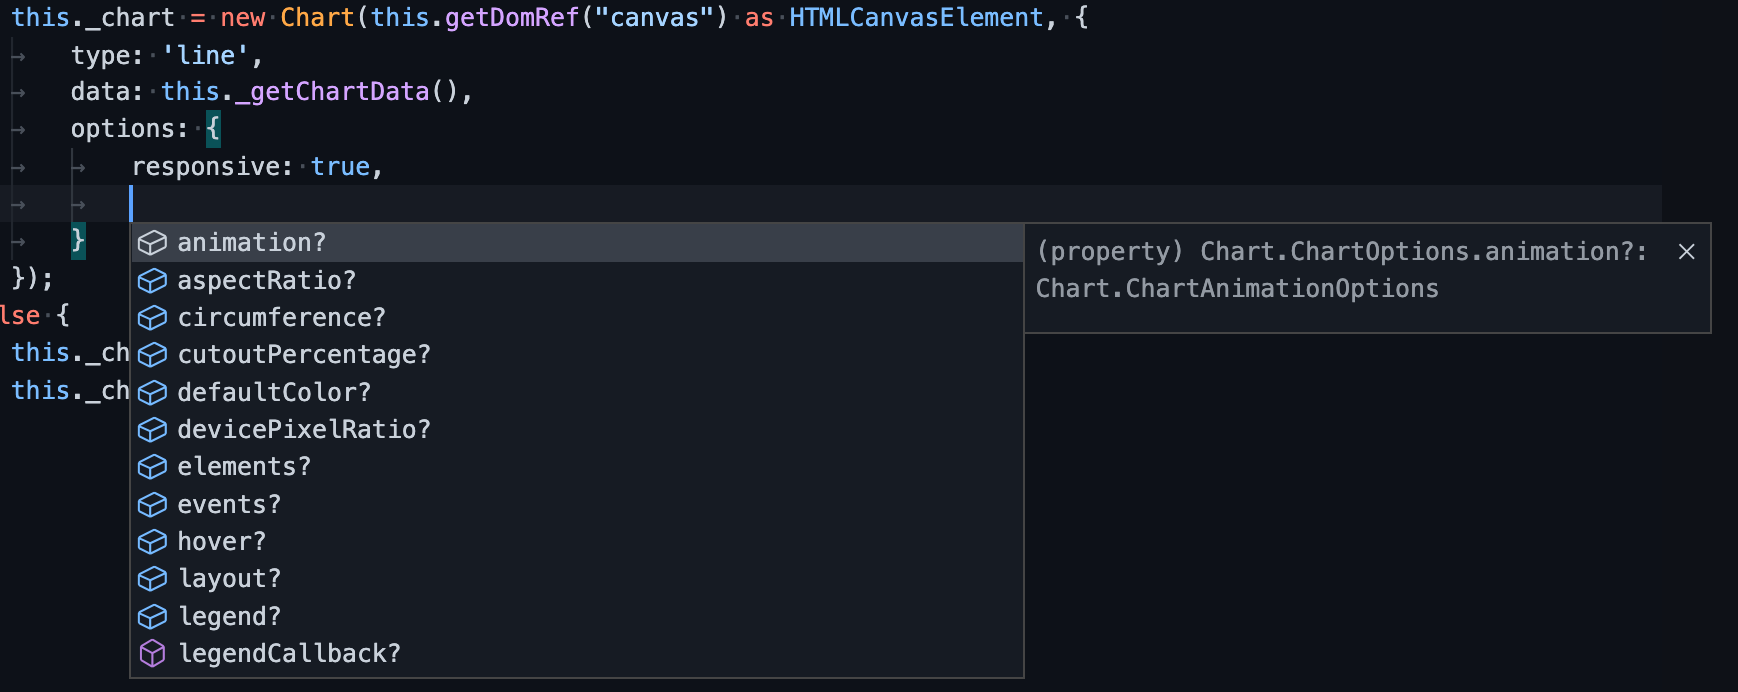 this._chart = new Chart(this.getDomRef("canvas") as HTMLCanvasElement, {
type: 'line',
data: this._getChartData(),
options: {
responsive: true,
}
});
lse {
this._ch
this._ch
animation?
aspectRatio?
circumference?
cutoutPercentage?
defaultColor?
devicePixelRatio?
elements?
events?
hover?
layout?
legend?
legendCallback?
(property) Chart.ChartOptions.animation?:
Chart.ChartAnimationOptions